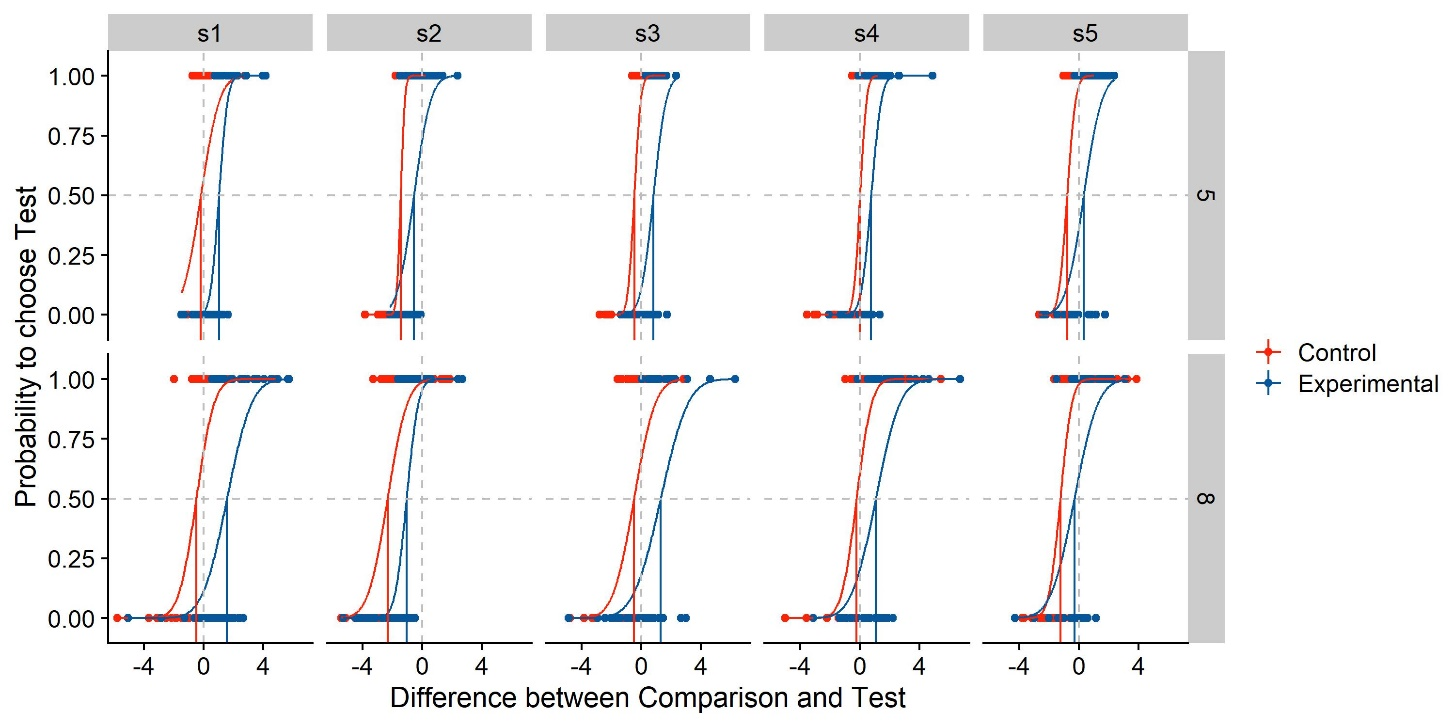 s1 s2 s3 s4 s5
1.00
0.75
0.50
0.25
0.00
5
1.00
0.75
0.50
0.25
0.00
8
Probability to choose Test
-4 0 4 -4 0 4 -4 0 4 -4 0 4 -4 0 4
Difference between Comparison and Test
Control
Experimental